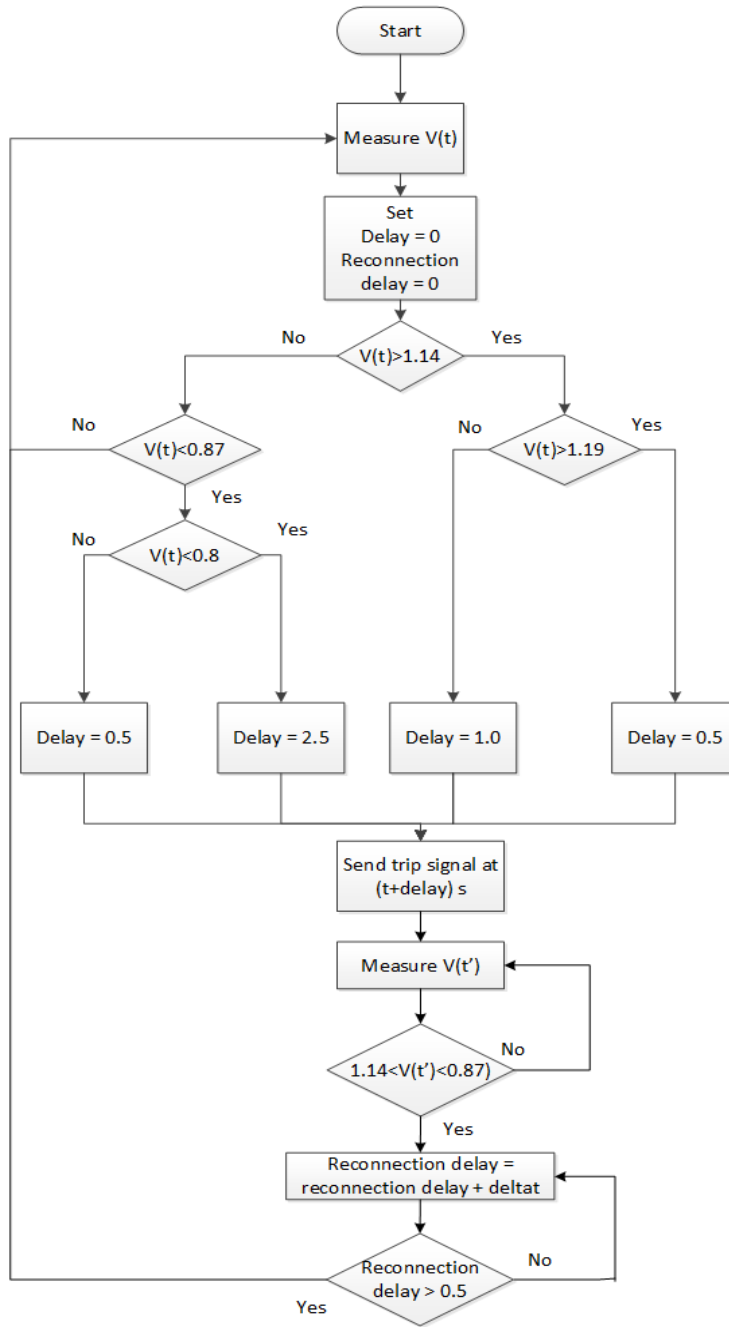 Start
Measure V(t)
Set
Delay = 0
Reconnection
delay = 0
No
Yes
V(t)>1.14
No
V(t)<0.87
No
V(t)>1.19
Yes
Yes
No
V(t)<0.8
Yes
Delay = 0.5
Delay = 2.5
Delay = 1.0
Delay = 0.5
Send trip signal at
(t+delay) s
Measure V(t’)
1.14<V(t’)<0.87)
No
Yes
Reconnection delay =
reconnection delay + deltat
Reconnection
delay > 0.5
No
Yes